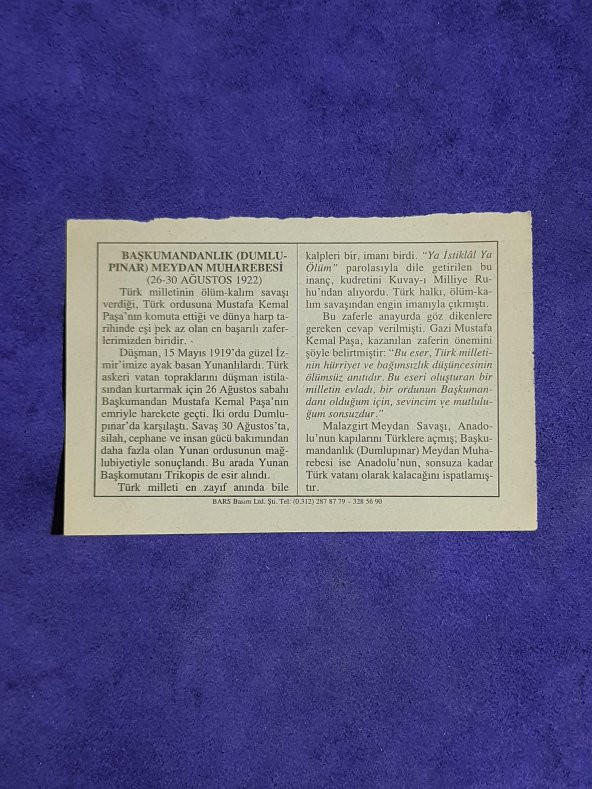 BAŞKUMANDANLIK (DUMLU-
PINAR) MEYDAN MUHAREBESİ
(26-30 AĞUSTOS 1922)
Türk milletinin ölüm-kalım savaşı
verdiği, Türk ordusuna Mustafa Kemal
Paşa'nın komuta ettiği ve dünya harp ta-
rihinde eşi pek az olan en başarılı zafer-
lerimizden biridir.
Düşman, 15 Mayıs 1919'da güzel İz-
mir'imize ayak basan Yunanlılardı. Türk
askeri vatan topraklarını düşman istila-
sından kurtarmak için 26 Ağustos sabahı
Başkumandan Mustafa Kemal Paşa'nın
emriyle harekete geçti. İki ordu Dumlu-
pınar'da karşılaştı. Savaş 30 Ağustos'ta,
silah, cephane ve insan gücü bakımından
daha fazla olan Yunan ordusunun mağ-
lubiyetiyle sonuçlandı. Bu arada Yunan
Başkomutanı Trikopis de esir alındı.
Türk milleti en zayıf anında bile
kalpleri bir, imanı birdi. "Ya İstiklâl Ya
Ölüm" parolasıyla dile getirilen bu
inanç, kudretini Kuvay-ı Milliye Ru-
hu'ndan alıyordu. Türk halkı, ölüm-ka-
lım savaşından engin imanıyla çıkmıştı.
Bu zaferle anayurda göz dikenlere
gereken cevap verilmişti. Gazi Mustafa
Kemal Paşa, kazanılan zaferin önemini
şöyle belirtmiştir: "Bu eser, Türk milleti-
nin hürriyet ve bağımsızlık düşüncesinin
ölümsüz anıtıdır. Bu eseri oluşturan bir
milletin evladı, bir ordunun Başkuman-
danı olduğum için, sevincim ve mutlulu-
ğum sonsuzdur."
Malazgirt Meydan Savaşı, Anado-
lu'nun kapılarını Türklere açmış; Başku-
mandanlık (Dumlupınar) Meydan Muha-
rebesi ise Anadolu'nun, sonsuza kadar
Türk vatanı olarak kalacağını ispatlamış-
tır.
BARS Basım Ltd. Şti. Tel: (0.312) 287 87 79 - 328 56 90